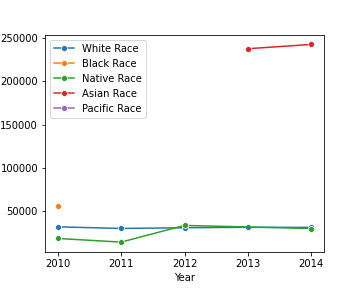 250000
200000
150000
100000
50000
White Race
Black Race
Native Race
Asian Race
Pacific Race
2010 2011 2012 2013 2014
Year